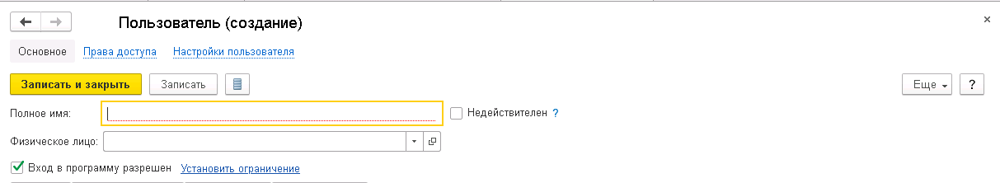 Пользователь (создание)
Основное Права доступа Настройки пользователя
Записать и закрыть Записать Еще ?
Полное имя: Недействителен ?
Физическое лицо:
Вход в программу разрешен Установить ограничение